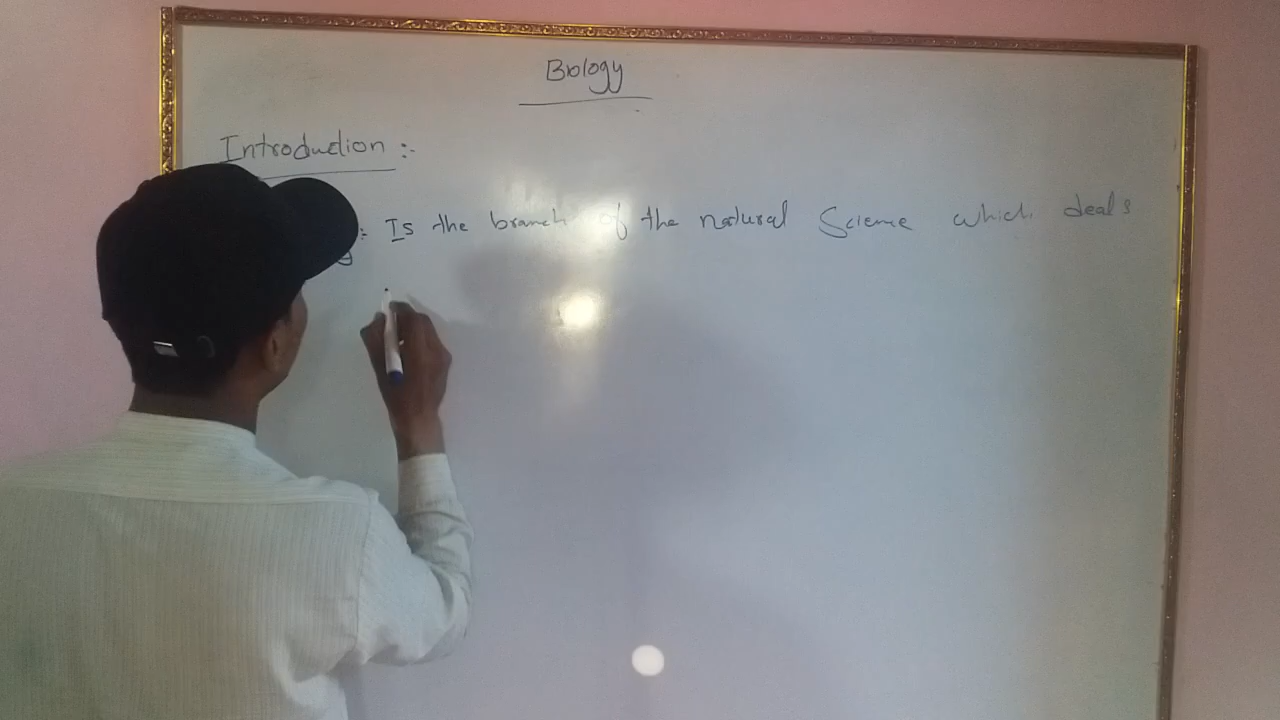 Biology
Introduction :-
: Is the branch of the natural Science which deals